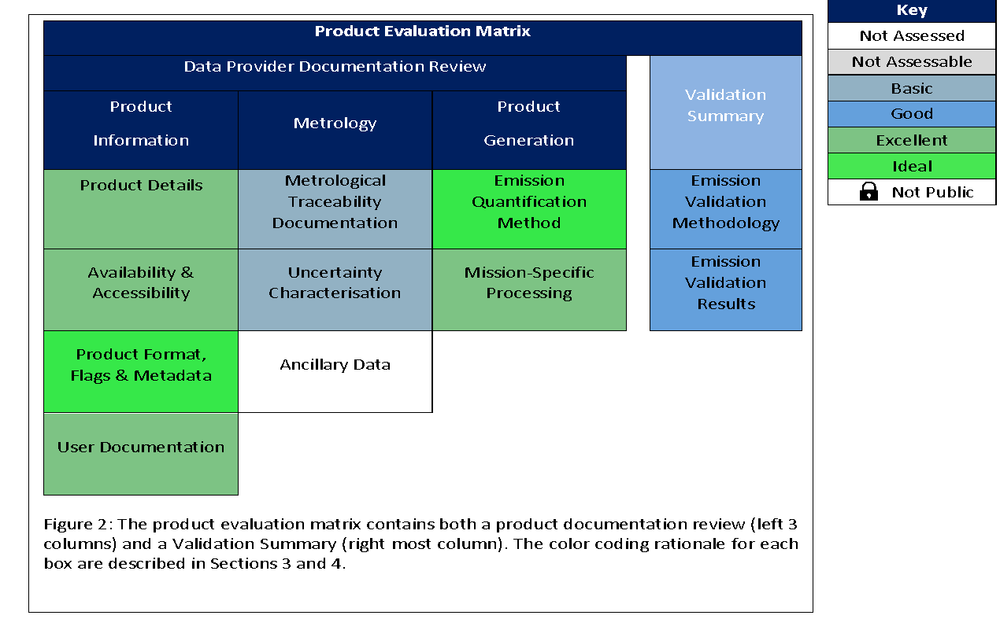 Product Evaluation Matrix
Data Provider Documentation Review
Product
Information
Metrology
Product
Generation
Validation
Summary
Product Details
Metrological
Traceability
Documentation
Emission
Quantification
Method
Emission
Validation
Methodology
Availability &
Accessibility
Uncertainty
Characterisation
Mission-Specific
Processing
Emission
Validation
Results
Product Format,
Flags & Metadata
Ancillary Data
User Documentation
Figure 2: The product evaluation matrix contains both a product documentation review (left 3
columns) and a Validation Summary (right most column). The color coding rationale for each
box are described in Sections 3 and 4.
Key
Not Assessed
Not Assessable
Basic
Good
Excellent
Ideal
Not Public